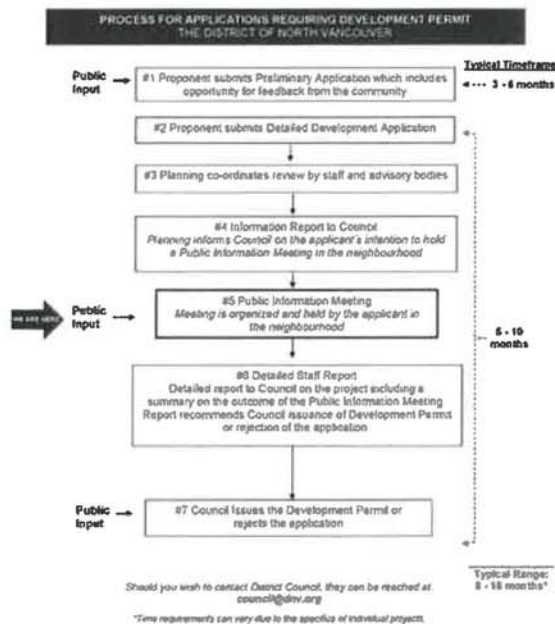 PROCESS FOR APPLICATIONS REQUIRING DEVELOPMENT PERMIT
THE DISTRICT OF NORTH VANCOUVER
Public
Input
#1 Proponent submits Preliminary Application which includes
opportunity for feedback from the community
Typical Timeframe
3 - 6 months
#2 Proponent submits Detailed Development Application
#3 Planning co-ordinates review by staff and advisory bodies
#4 Information Report to Council
Planning informs Council on the applicant's intention to hold
a Public Information Meeting in the neighbourhood
WE ARE HERE
Public
Input
#5 Public Information Meeting
Meeting is organized and held by the applicant in
the neighbourhood
months
#6 Detailed Staff Report
Detailed report to Council on the project including a
summary on the outcome of the Public Information Meeting
Report recommends Council issuance of Development Permit
or rejection of the application
Public
Input
#7 Council Issues the Development Permit or
rejects the application
Typical Range:
months*
Should you wish to contact District Council, they can be reached at
council@dnv.org
*Time requirements can vary due to the specifics of individual projects.